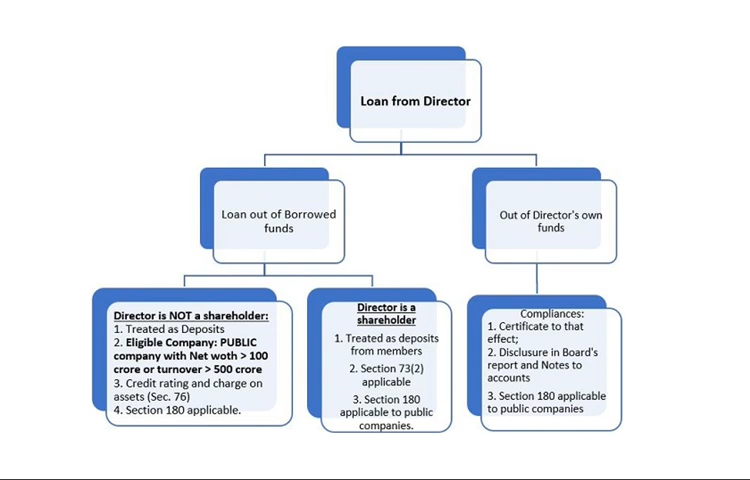 Loan from Director
Loan out of Borrowed
funds
Out of Director's own
funds
Director is NOT a shareholder:
1. Treated as Deposits
2. Eligible Company: PUBLIC
company with Net woth > 100
crore or turnover > 500 crore
3. Credit rating and charge on
assets (Sec. 76)
4. Section 180 applicable.
Director is a
shareholder
1. Treated as deposits
from members
2. Section 73(2)
applicable
3. Section 180
applicable to public
companies.
Compliances:
1. Certificate to that
effect;
2. Disclosure in Board's
report and Notes to
accounts
3. Section 180 applicable
to public companies